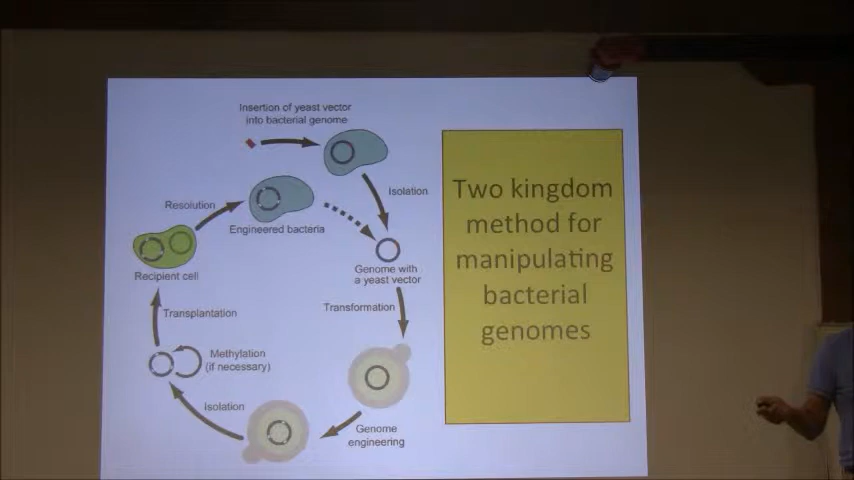 Insertion of yeast vector
into bacterial genome
Isolation
Resolution
Engineered bacteria
Recipient cell
Genome with
a yeast vector
Transformation
Transplantation
Methylation
(if necessary)
Isolation
Genome
engineering
Two kingdom
method for
manipulating
bacterial
genomes